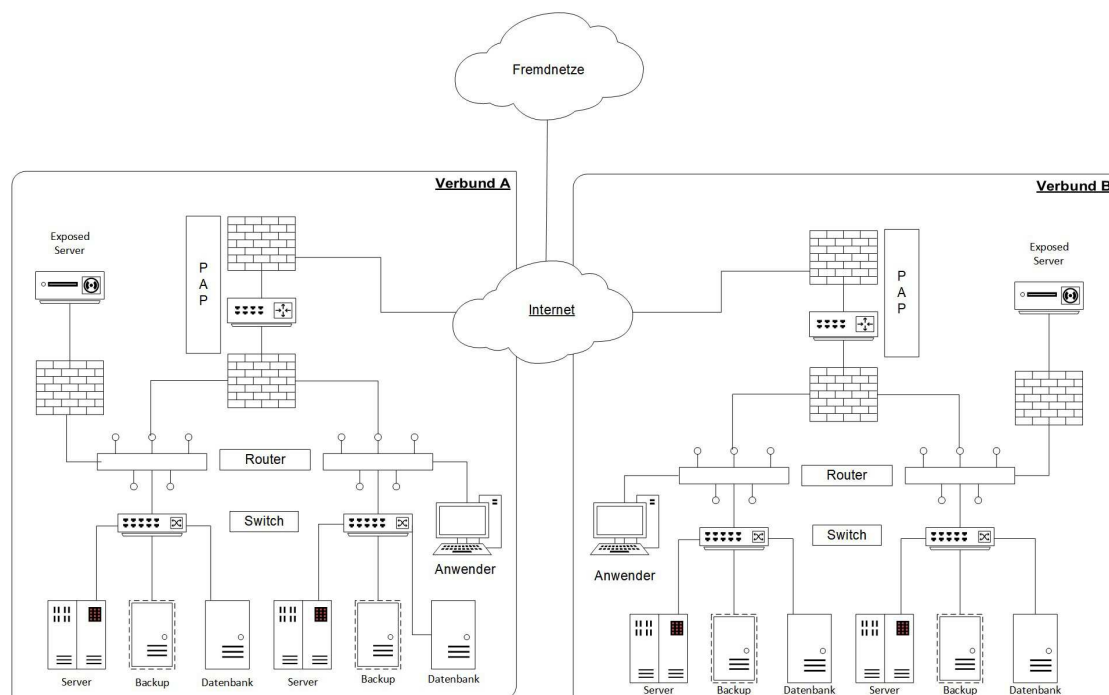 Fremdnetze
Verbund A
Verbund B
Exposed
Server
P
A
P
Internet
P
A
P
Exposed
Server
Router
Router
Switch
Switch
Anwender
Anwender
Server
Backup
Datenbank
Server
Backup
Datenbank
Server
Backup
Datenbank
Server
Backup
Datenbank